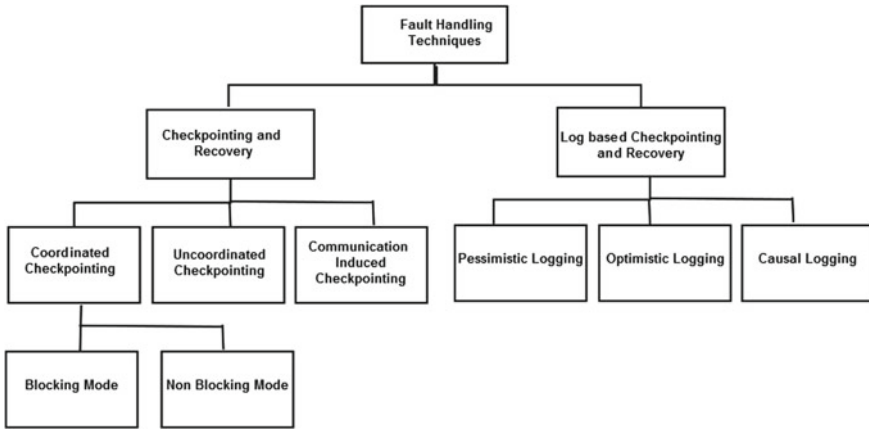 Fault Handling
Techniques
Checkpointing and
Recovery
Log based Checkpointing
and Recovery
Coordinated
Checkpointing
Uncoordinated
Checkpointing
Communication
Induced
Checkpointing
Pessimistic Logging
Optimistic Logging
Causal Logging
Blocking Mode
Non Blocking Mode